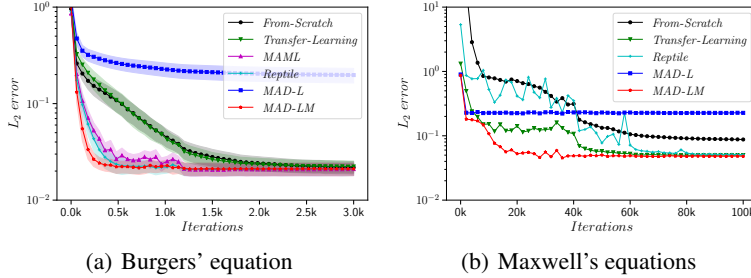 10^0
10^-1
10^-2
L_2 error
0.0k 0.5k 1.0k 1.5k 2.0k 2.5k 3.0k
Iterations
From-Scratch
Transfer-Learning
MAML
Reptile
MAD-L
MAD-LM
(a) Burgers' equation
10^1
10^0
10^-1
10^-2
L_2 error
0k 20k 40k 60k 80k 100k
Iterations
From-Scratch
Transfer-Learning
Reptile
MAD-L
MAD-LM
(b) Maxwell's equations